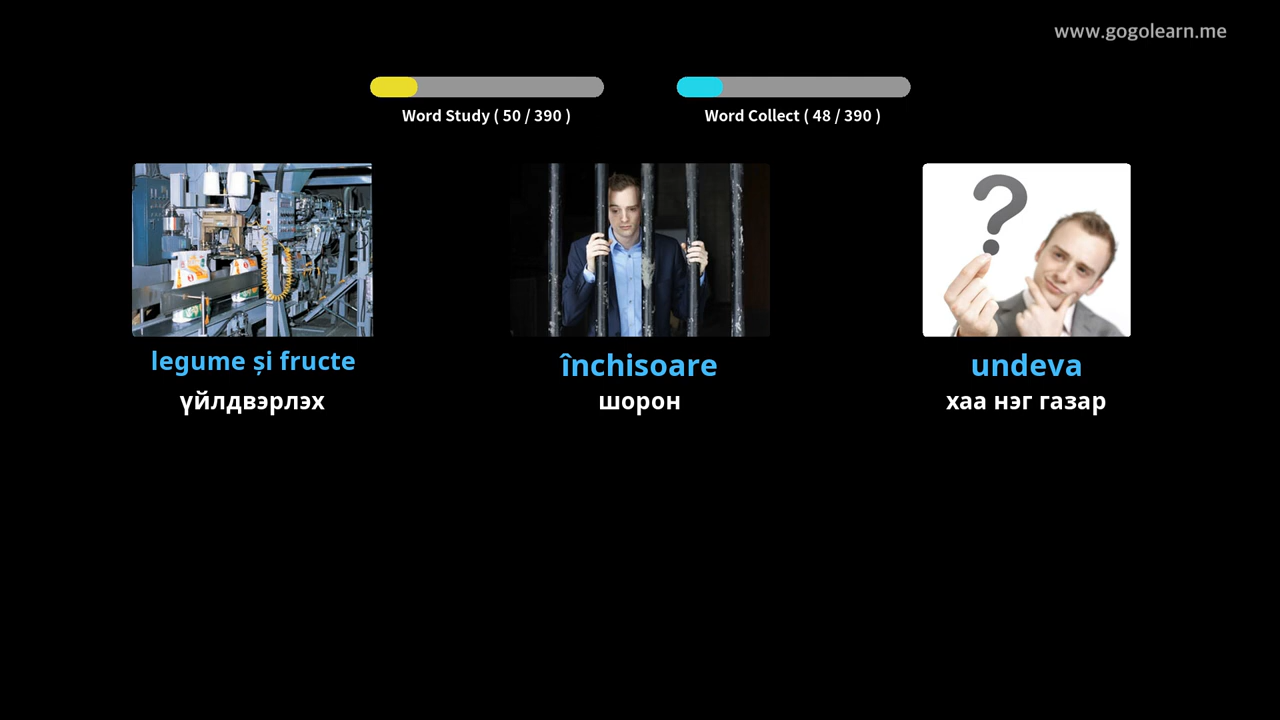 www.gogolearn.me
Word Study ( 50 / 390 )
Word Collect ( 48 / 390 )
legume și fructe
үйлдвэрлэх
închisoare
шорон
undeva
хаа нэг газар